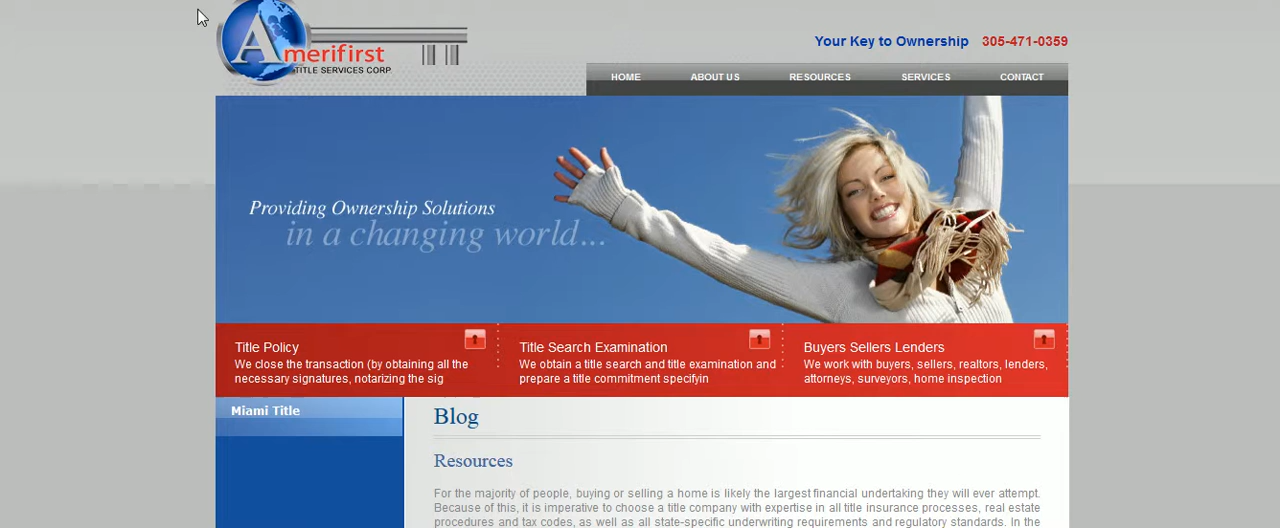 Amerifirst
TITLE SERVICES CORP.
Your Key to Ownership 305-471-0359
HOME ABOUT US RESOURCES SERVICES CONTACT
Providing Ownership Solutions
in a changing world...
Title Policy
We close the transaction (by obtaining all the
necessary signatures, notarizing the sig
Title Search Examination
We obtain a title search and title examination and
prepare a title commitment specifyin
Buyers Sellers Lenders
We work with buyers, sellers, realtors, lenders,
attorneys, surveyors, home inspection
Miami Title
Blog
Resources
For the majority of people, buying or selling a home is likely the largest financial undertaking they will ever attempt.
Because of this, it is imperative to choose a title company with expertise in all title insurance processes, real estate
procedures and tax codes, as well as all state-specific underwriting requirements and regulatory standards. In the